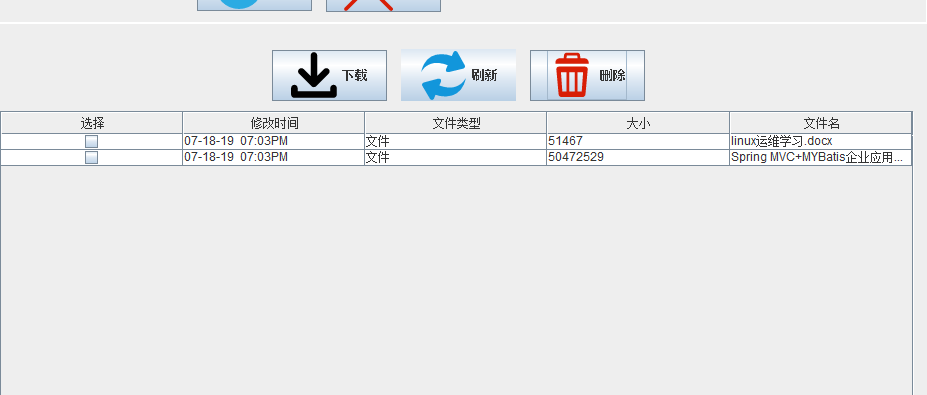 下载 刷新 删除
选择 修改时间 文件类型 大小 文件名
07-18-19 07:03PM 文件 51467 linux运维学习.docx
07-18-19 07:03PM 文件 50472529 Spring MVC+MYBatis企业应用...